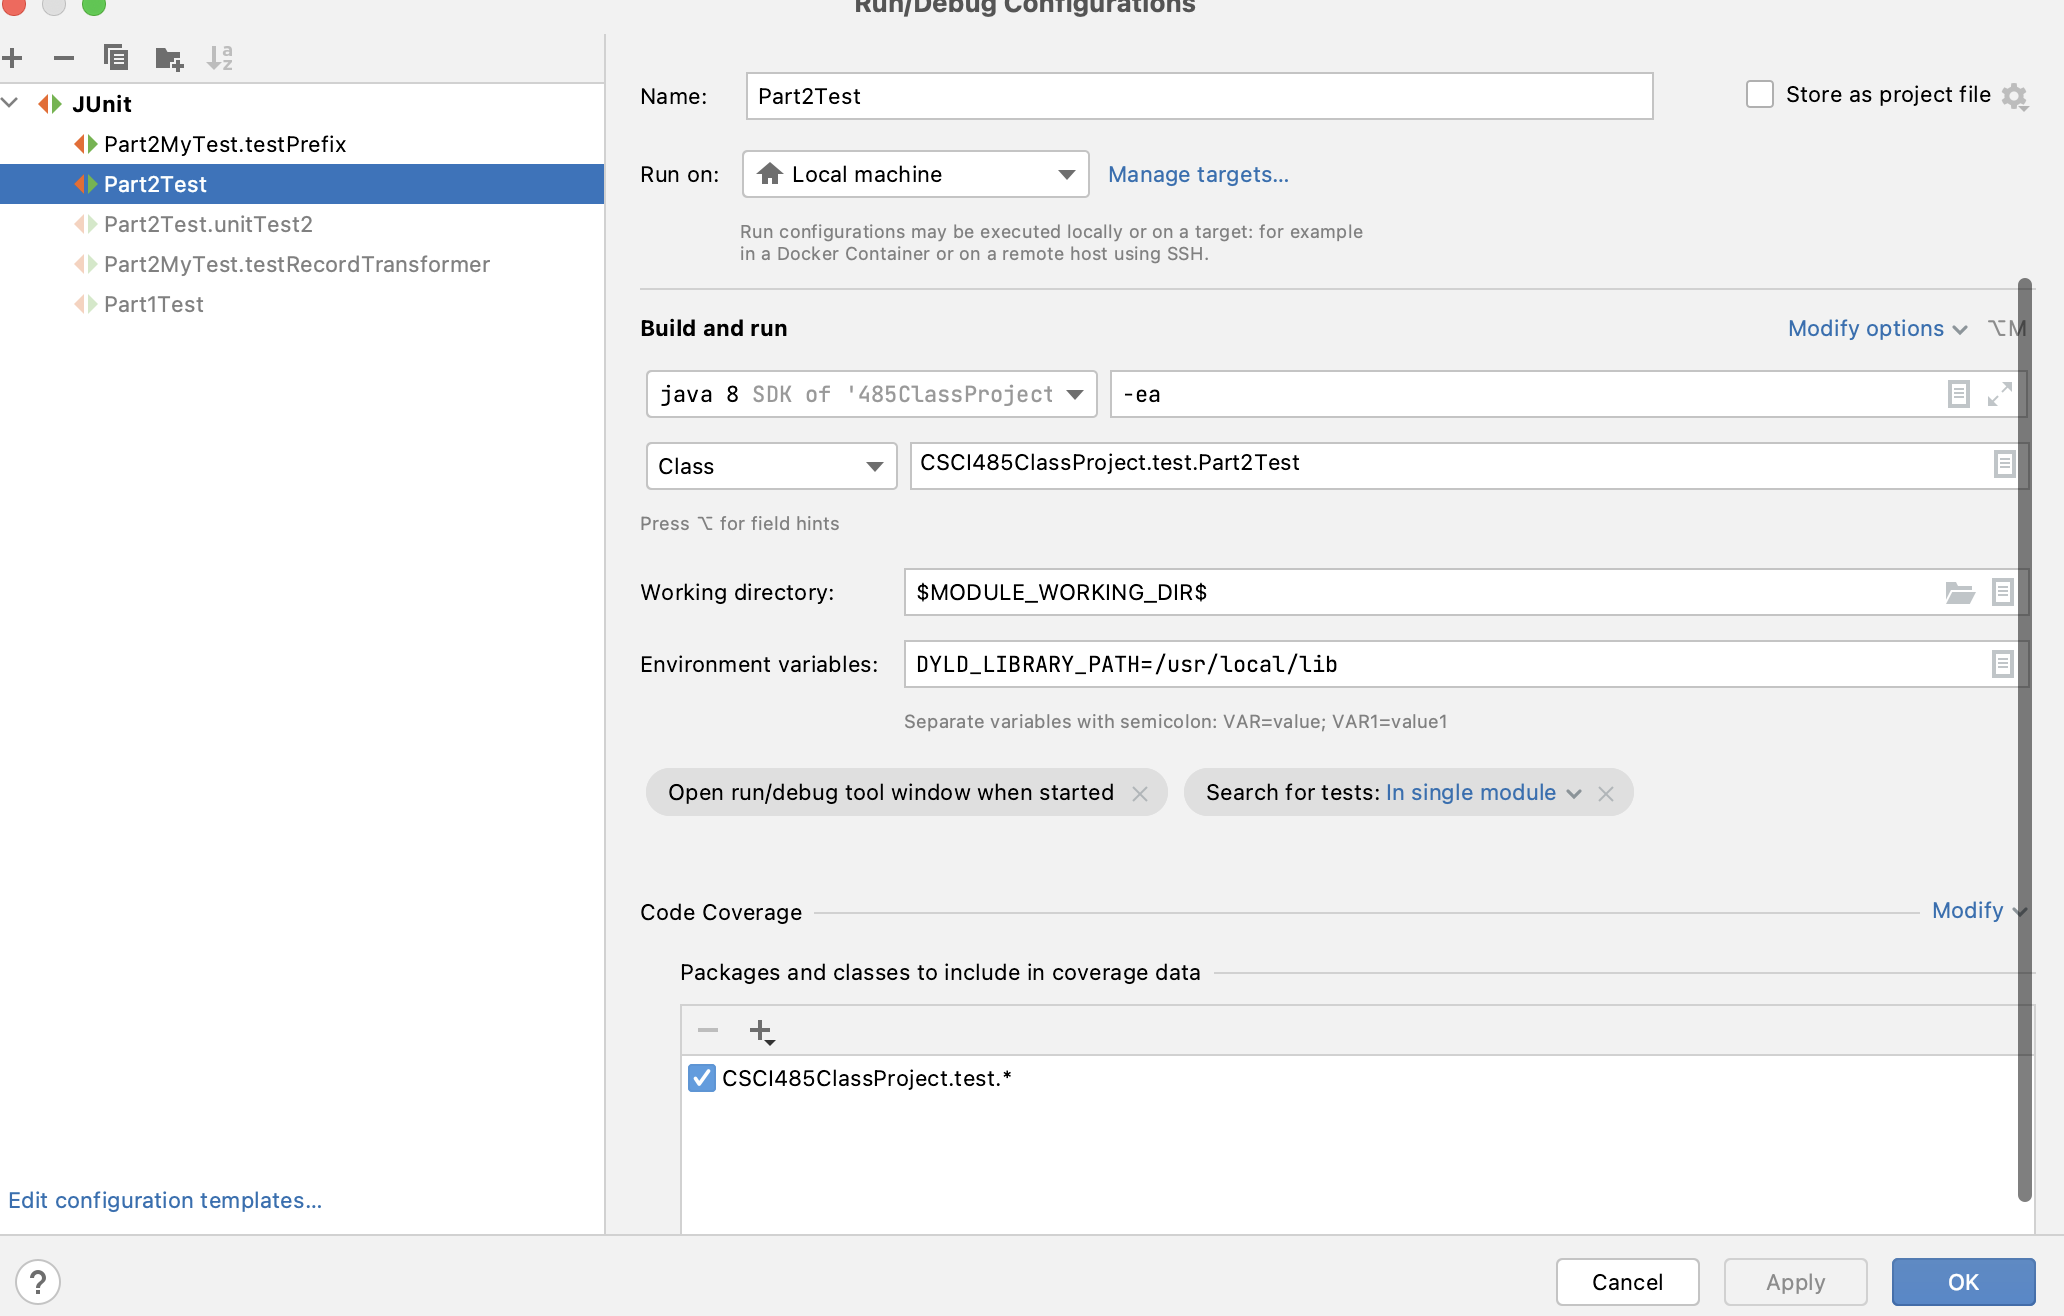 Run/Debug Configurations
JUnit
Part2MyTest.testPrefix
Part2Test
Part2Test.unitTest2
Part2MyTest.testRecordTransformer
Part1Test
Edit configuration templates...
Name: Part2Test
Store as project file
Run on: Local machine Manage targets...
Run configurations may be executed locally or on a target: for example
in a Docker Container or on a remote host using SSH.
Build and run
Modify options ⌥M
java 8 SDK of '485ClassProject
-ea
Class
CSCI485ClassProject.test.Part2Test
Press ⌥ for field hints
Working directory: $MODULE_WORKING_DIR$
Environment variables: DYLD_LIBRARY_PATH=/usr/local/lib
Separate variables with semicolon: VAR=value; VAR1=value1
Open run/debug tool window when started
Search for tests: In single module
Code Coverage
Modify
Packages and classes to include in coverage data
CSCI485ClassProject.test.*
?
Cancel
Apply
OK